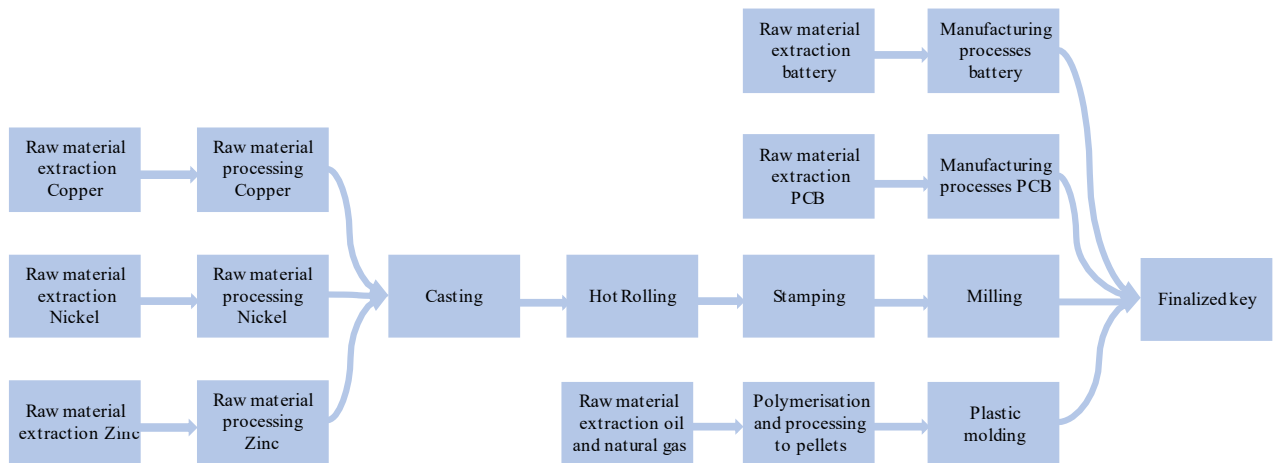 Raw material
extraction
battery
Manufacturing
processes
battery
Raw material
extraction
Copper
Raw material
processing
Copper
Raw material
extraction
PCB
Manufacturing
processes PCB
Raw material
extraction
Nickel
Raw material
processing
Nickel
Casting
Hot Rolling
Stamping
Milling
Finalized key
Raw material
extraction Zinc
Raw material
processing
Zinc
Raw material
extraction oil
and natural gas
Polymerisation
and processing
to pellets
Plastic
molding